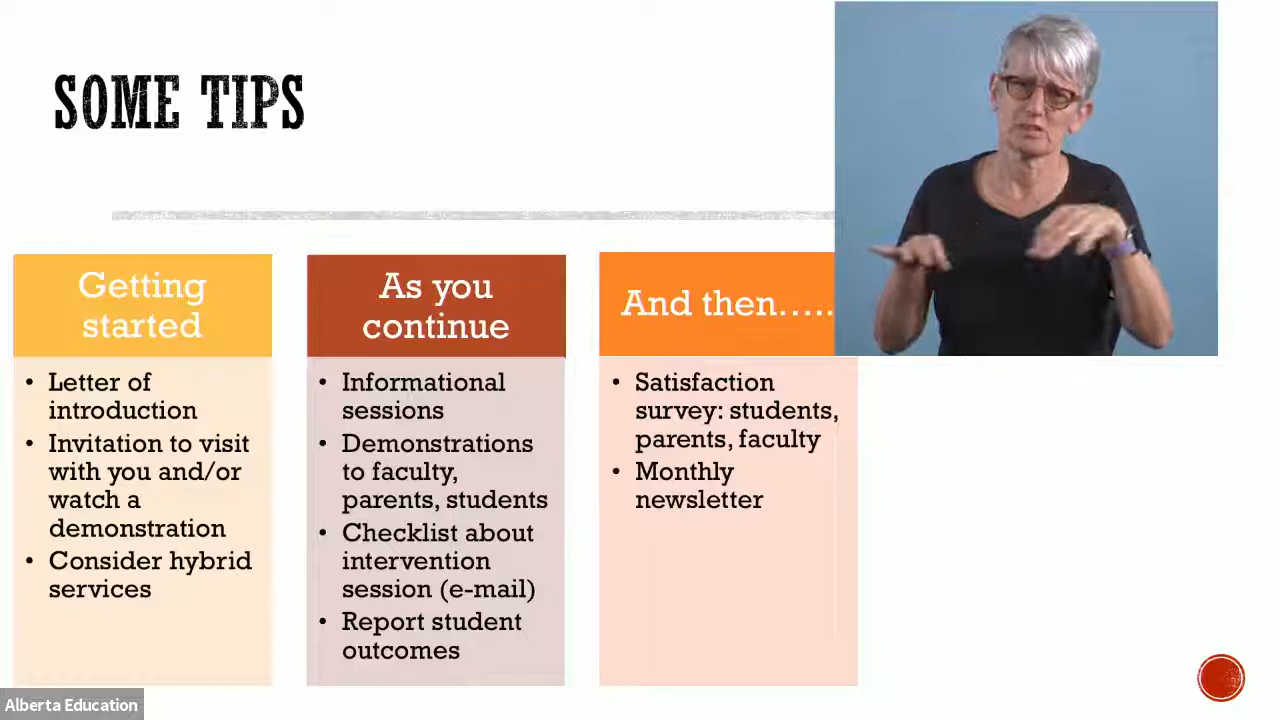 SOME TIPS
Getting
started
• Letter of
introduction
• Invitation to visit
with you and/or
watch a
demonstration
• Consider hybrid
services
As you
continue
• Informational
sessions
• Demonstrations
to faculty,
parents, students
• Checklist about
intervention
session (e-mail)
• Report student
outcomes
And then…..
• Satisfaction
survey: students,
parents, faculty
• Monthly
newsletter
Alberta Education